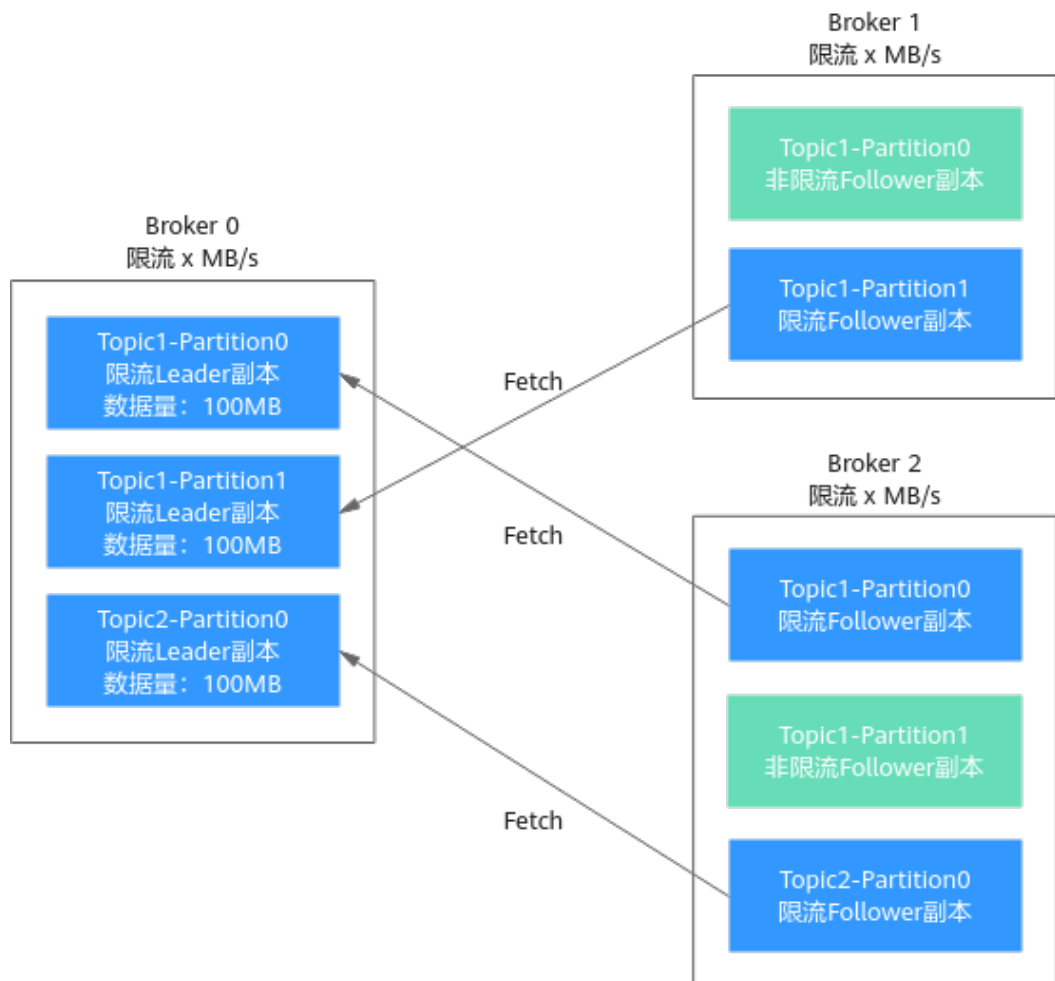 Broker 0
限流 x MB/s
Topic1-Partition0
限流Leader副本
数据量：100MB
Topic1-Partition1
限流Leader副本
数据量：100MB
Topic2-Partition0
限流Leader副本
数据量：100MB
Fetch
Fetch
Fetch
Broker 1
限流 x MB/s
Topic1-Partition0
非限流Follower副本
Topic1-Partition1
限流Follower副本
Broker 2
限流 x MB/s
Topic1-Partition0
限流Follower副本
Topic1-Partition1
非限流Follower副本
Topic2-Partition0
限流Follower副本